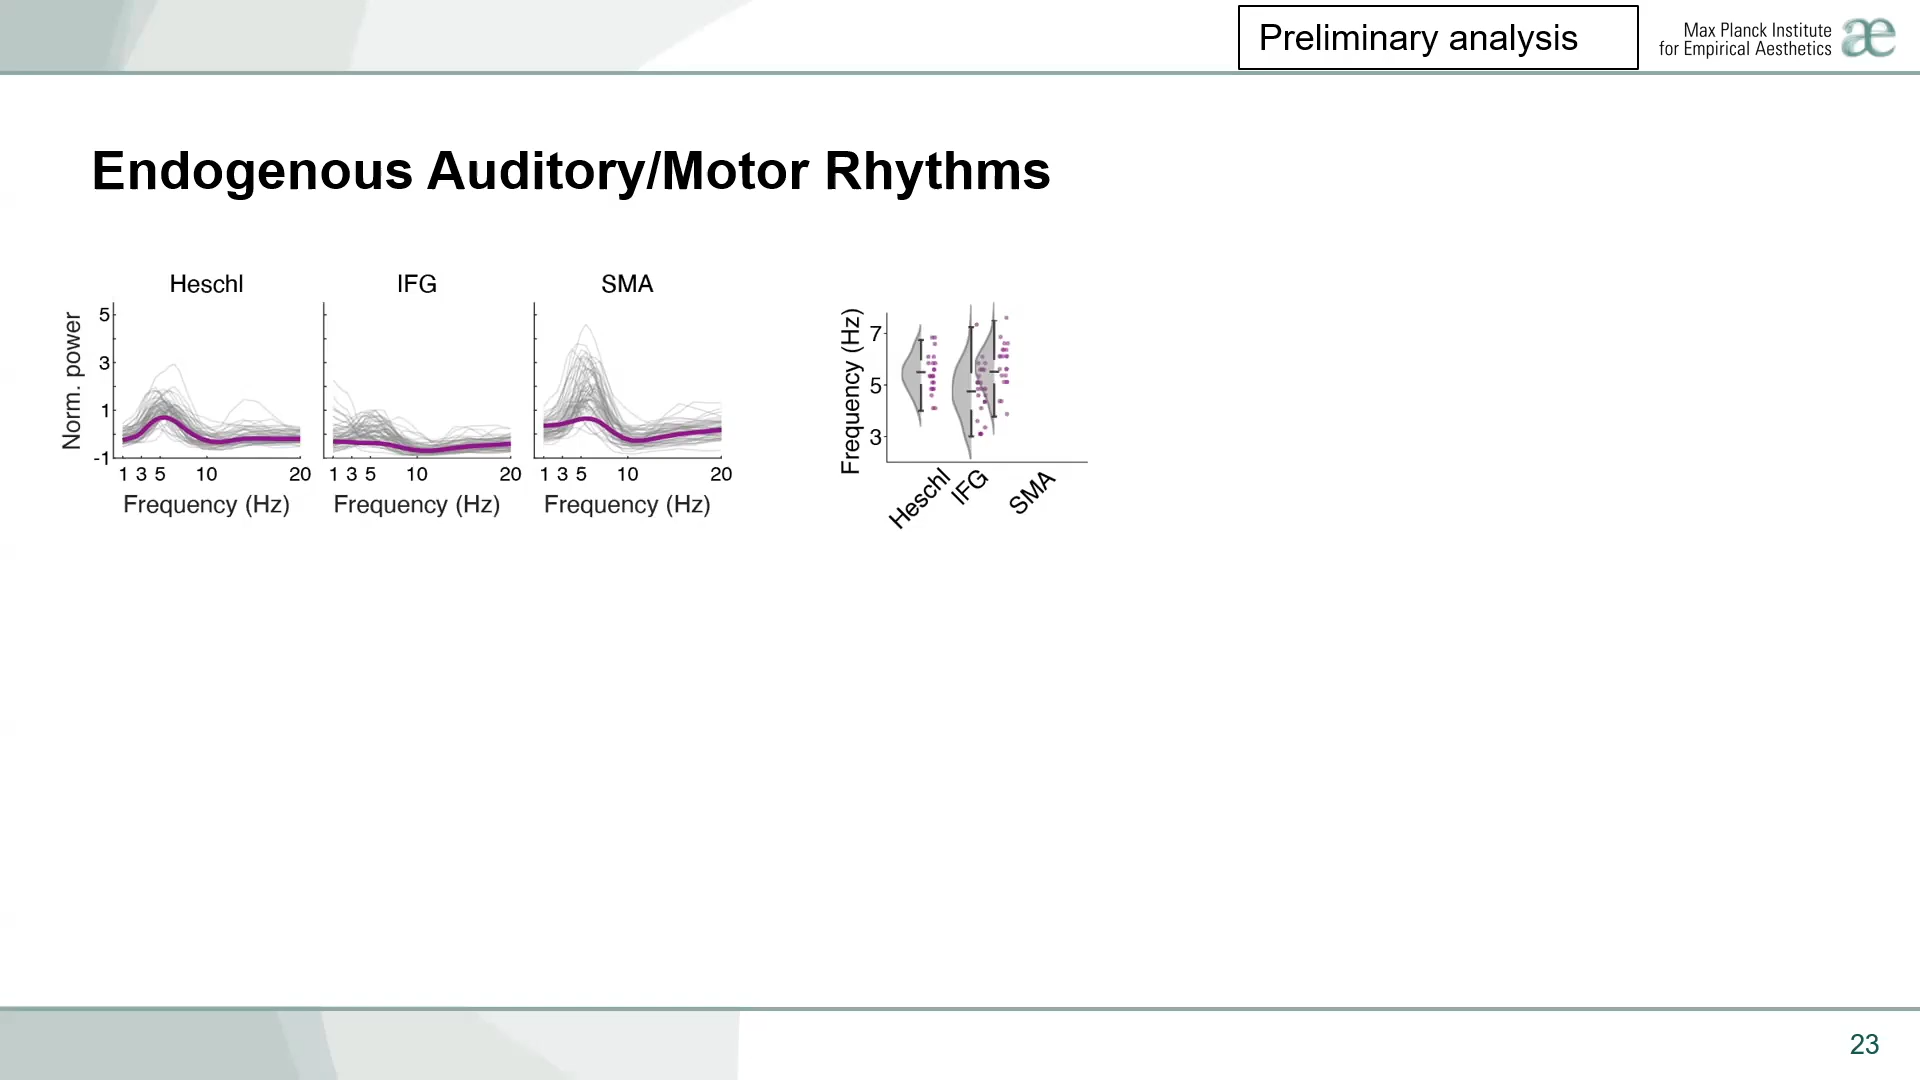 Preliminary analysis
Max Planck Institute
for Empirical Aesthetics
æ
Endogenous Auditory/Motor Rhythms
Heschl
IFG
SMA
Norm. power
5
3
1
-1
1 3 5 10 20
1 3 5 10 20
1 3 5 10 20
Frequency (Hz)
Frequency (Hz)
Frequency (Hz)
Frequency (Hz)
7
5
3
Heschl
IFG
SMA
23